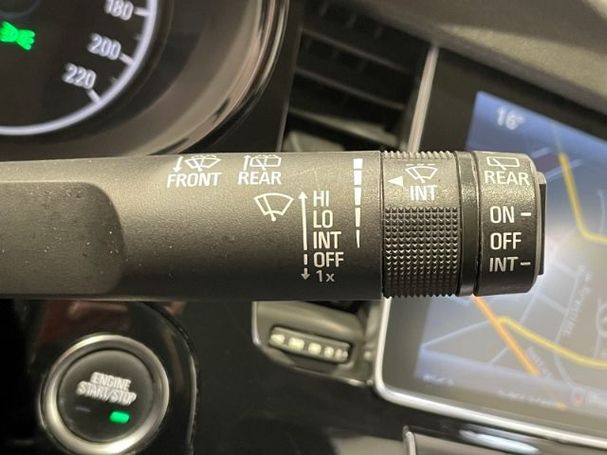 180
200
220
16°
FRONT
REAR
HI
LO
INT
OFF
1x
INT
REAR
ON
OFF
INT
ENGINE
START/STOP